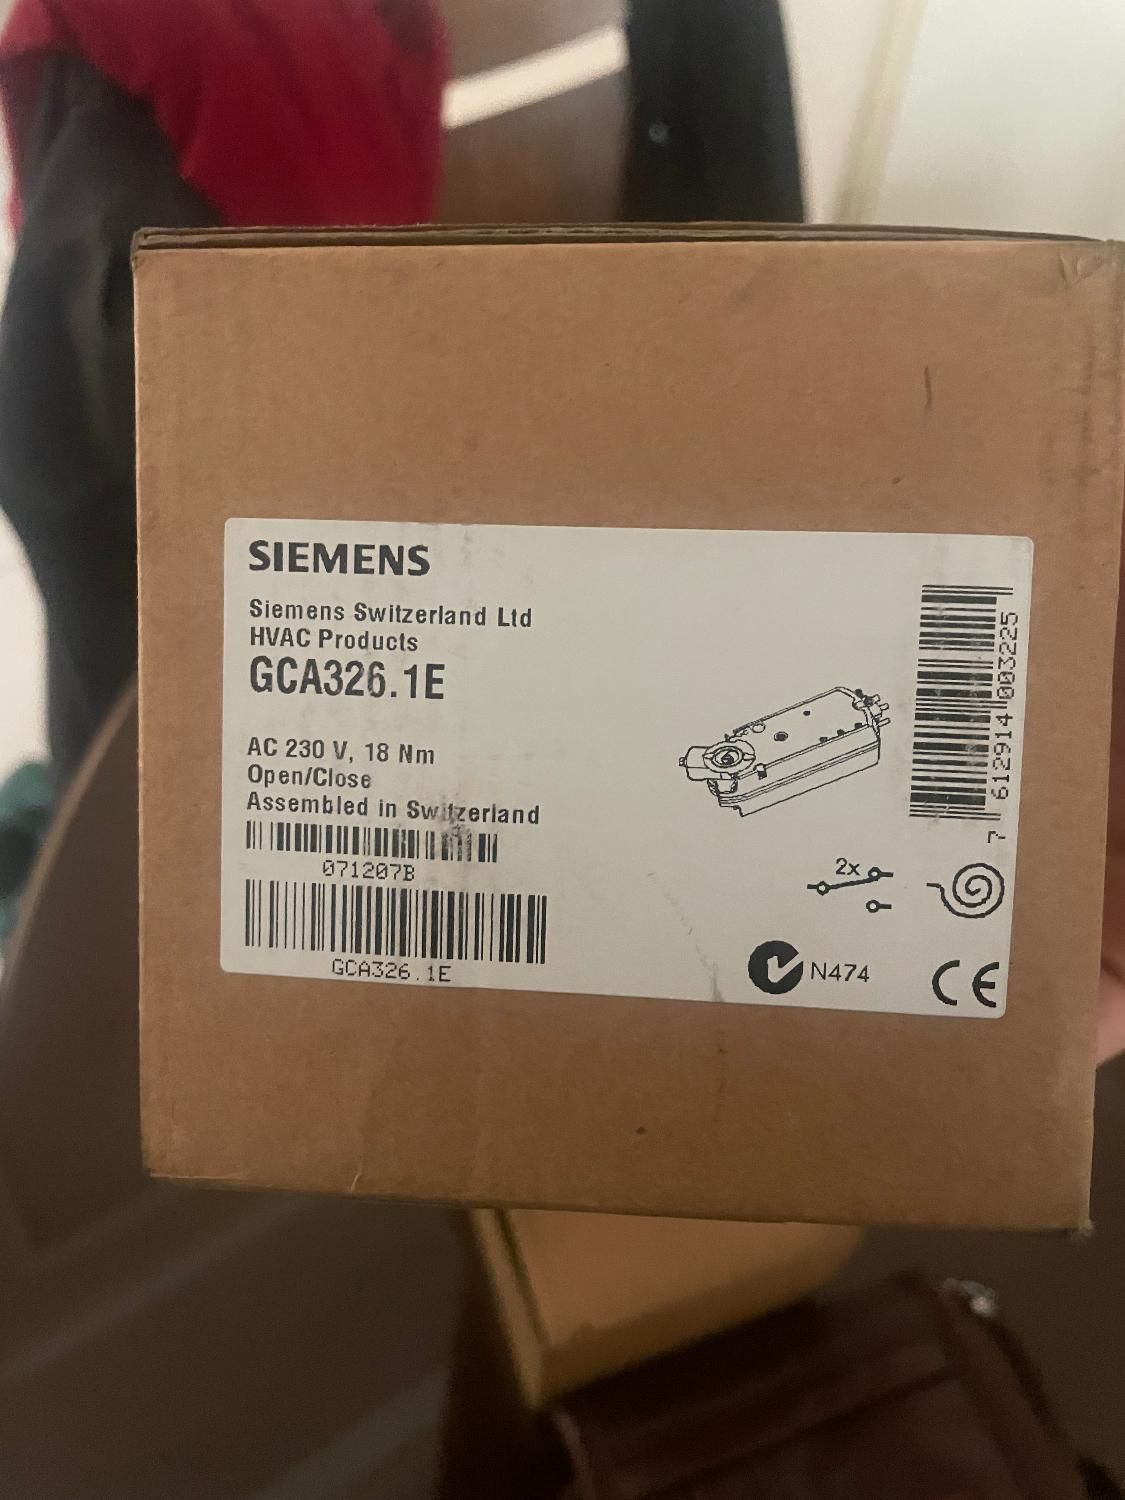 SIEMENS
Siemens Switzerland Ltd
HVAC Products
GCA326.1E
AC 230 V, 18 Nm
Open/Close
Assembled in Switzerland
071207B
GCA326.1E
7 612914 003225
2x
N474
CE